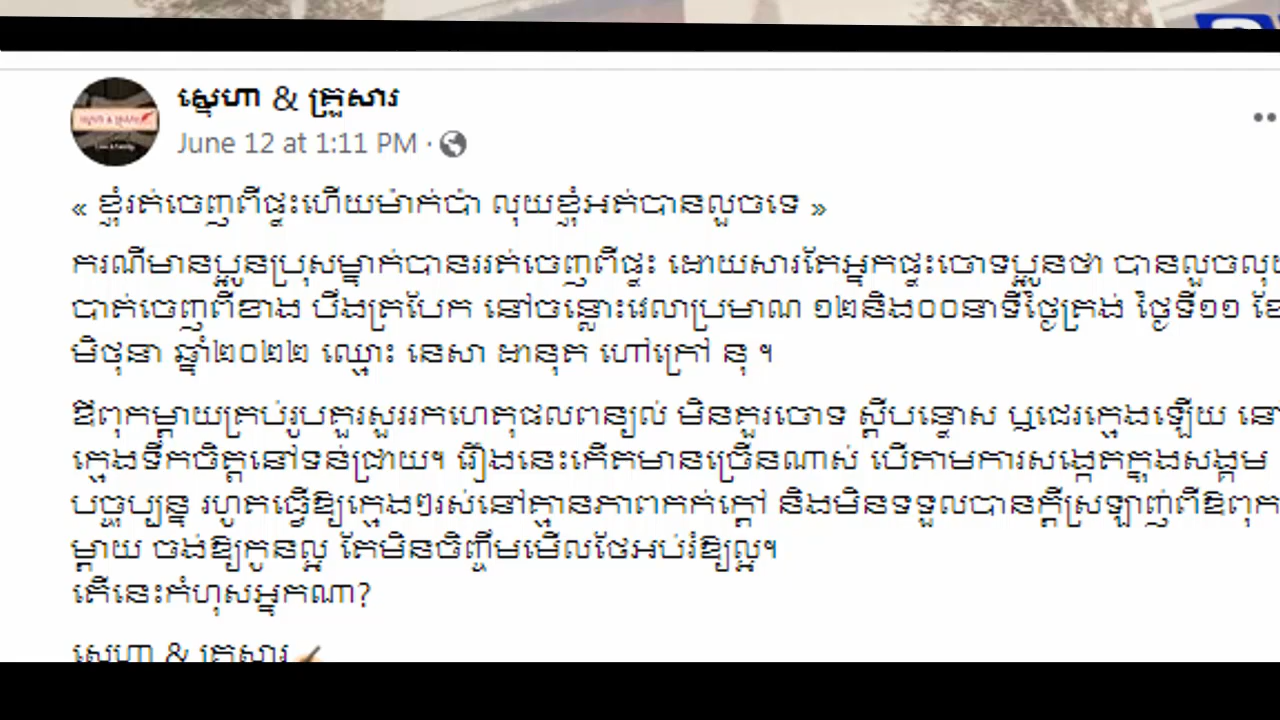 ស្នេហា & គ្រួសារ
June 12 at 1:11 PM ·
« ខ្ញុំរត់ចេញពីផ្ទះហើយម៉ាក់ប៉ា លុយខ្ញុំអត់បានលួចទេ »
ករណីមានប្អូនប្រុសម្នាក់បានររត់ចេញពីផ្ទះ ដោយសារតែអ្នកផ្ទះចោទប្អូនថា បានលួចលុយ
បាត់ចេញពីខាង បឹងត្របែក នៅចន្លោះវេលាប្រមាណ ១២និង០០នាទីថ្ងៃត្រង់ ថ្ងៃទី១១ ខែ
មិថុនា ឆ្នាំ២០២២ ឈ្មោះ នេសា ដានុត ហៅក្រៅ នុ ។
ឪពុកម្ដាយគ្រប់រូបគួរសួររកហេតុផលពន្យល់ មិនគួរចោទ ស្ដីបន្ទោស ឬជេរក្មេងឡើយ នោ
ក្មេងទឹកចិត្តនៅទន់ជ្រាយ។ រឿងនេះកើតមានច្រើនណាស់ បើតាមការសង្កេតក្នុងសង្គម
បច្ចុប្បន្ន រហូតធ្វើឱ្យក្មេងៗរស់នៅគ្មានភាពកក់ក្ដៅ និងមិនទទួលបានក្ដីស្រឡាញ់ពីឪពុក
ម្ដាយ ចង់ឱ្យកូនល្អ តែមិនចិញ្ចឹមមើលថែអប់រំឱ្យល្អ។
តើនេះកំហុសអ្នកណា?
ស្នេហា & គ្រួសារ